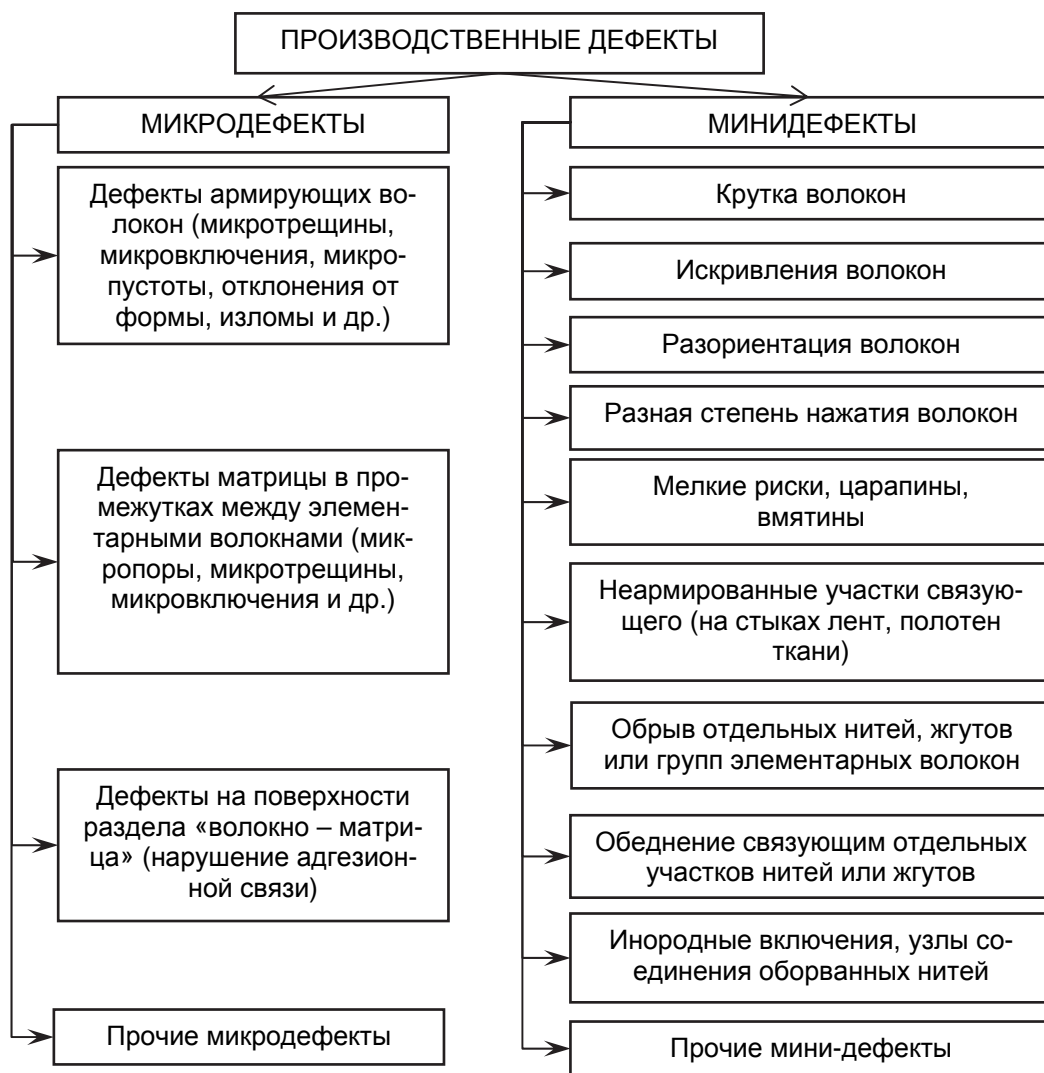 ПРОИЗВОДСТВЕННЫЕ ДЕФЕКТЫ
МИКРОДЕФЕКТЫ
Дефекты армирующих во-
локон (микротрещины,
микровключения, микро-
пустоты, отклонения от
формы, изломы и др.)
Дефекты матрицы в про-
межутках между элемен-
тарными волокнами (мик-
ропоры, микротрещины,
микровключения и др.)
Дефекты на поверхности
раздела «волокно – матри-
ца» (нарушение адгезион-
ной связи)
Прочие микродефекты
МИНИДЕФЕКТЫ
Крутка волокон
Искривления волокон
Разориентация волокон
Разная степень нажатия волокон
Мелкие риски, царапины,
вмятины
Неармированные участки связую-
щего (на стыках лент, полотен
ткани)
Обрыв отдельных нитей, жгутов
или групп элементарных волокон
Обеднение связующим отдельных
участков нитей или жгутов
Инородные включения, узлы со-
единения оборванных нитей
Прочие мини-дефекты